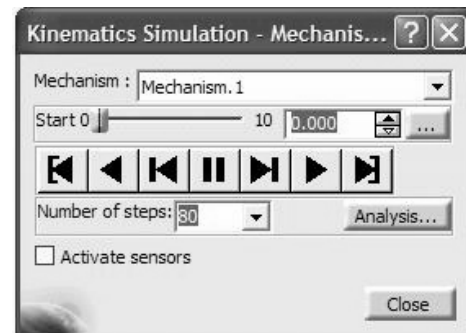 Kinematics Simulation - Mechanis...
Mechanism : Mechanism.1
Start 0 10 0.000 ...
Number of steps: 80 Analysis...
Activate sensors
Close